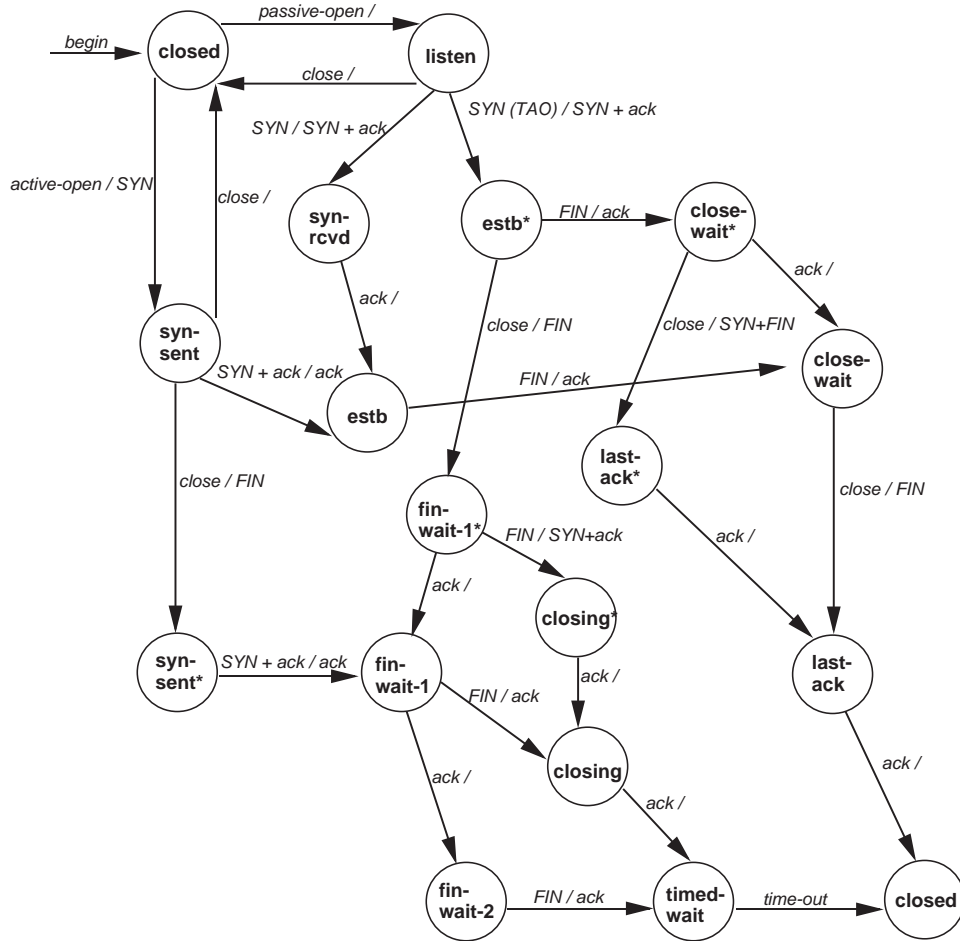 passive-open /
begin
closed
listen
close /
SYN (TAO) / SYN + ack
SYN / SYN + ack
active-open / SYN
close /
syn-
rcvd
estb*
FIN / ack
close-
wait*
ack /
ack /
close / FIN
close / SYN+FIN
syn-
sent
SYN + ack / ack
estb
FIN / ack
close-
wait
last-
ack*
close / FIN
close / FIN
fin-
wait-1*
FIN / SYN+ack
ack /
ack /
closing*
syn-
sent*
SYN + ack / ack
fin-
wait-1
ack /
FIN / ack
last-
ack
closing
ack /
ack /
ack /
fin-
wait-2
FIN / ack
timed-
wait
time-out
closed